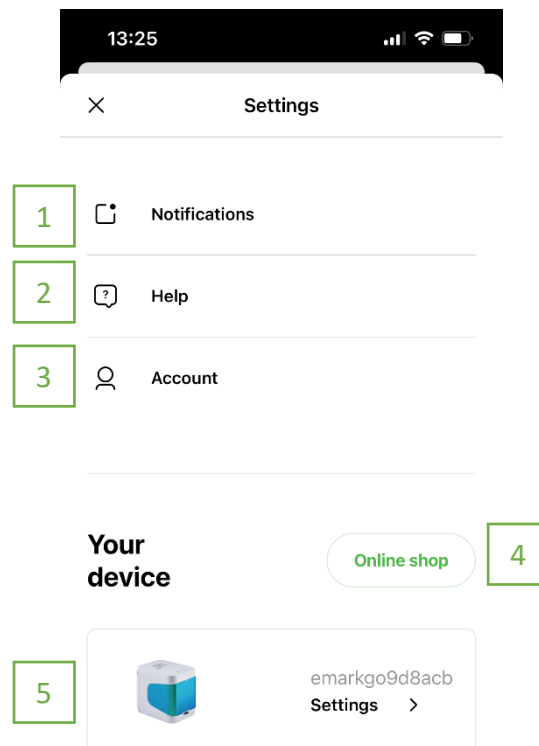 13:25
Settings
1
Notifications
2
Help
3
Account
Your
device
Online shop
4
5
emarkgo9d8acb
Settings